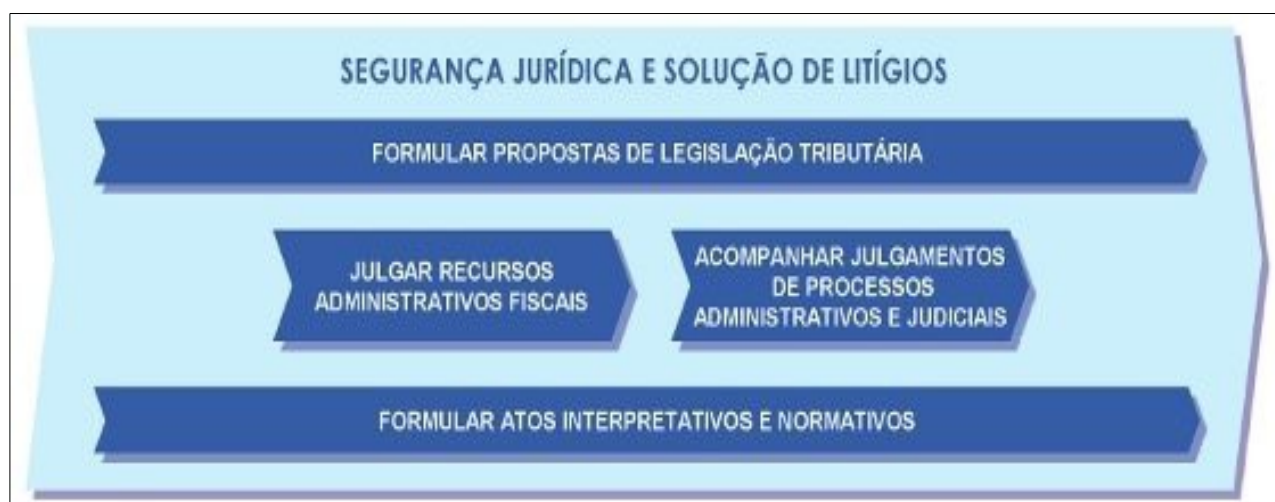 SEGURANÇA JURÍDICA E SOLUÇÃO DE LITÍGIOS
FORMULAR PROPOSTAS DE LEGISLAÇÃO TRIBUTÁRIA
JULGAR RECURSOS
ADMINISTRATIVOS FISCAIS
ACOMPANHAR JULGAMENTOS
DE PROCESSOS
ADMINISTRATIVOS E JUDICIAIS
FORMULAR ATOS INTERPRETATIVOS E NORMATIVOS